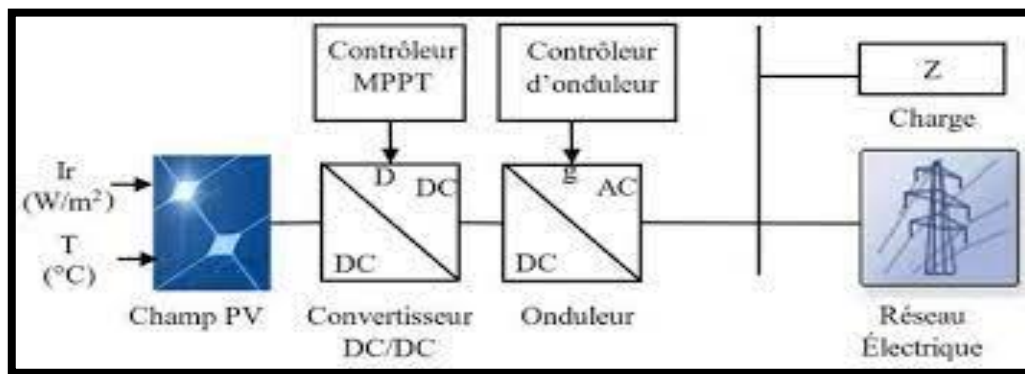 Contrôleur
MPPT
Contrôleur
d'onduleur
Z
Charge
Ir
(W/m²)
T
(°C)
D
DC
DC
g
AC
DC
Champ PV
Convertisseur
DC/DC
Onduleur
Réseau
Électrique